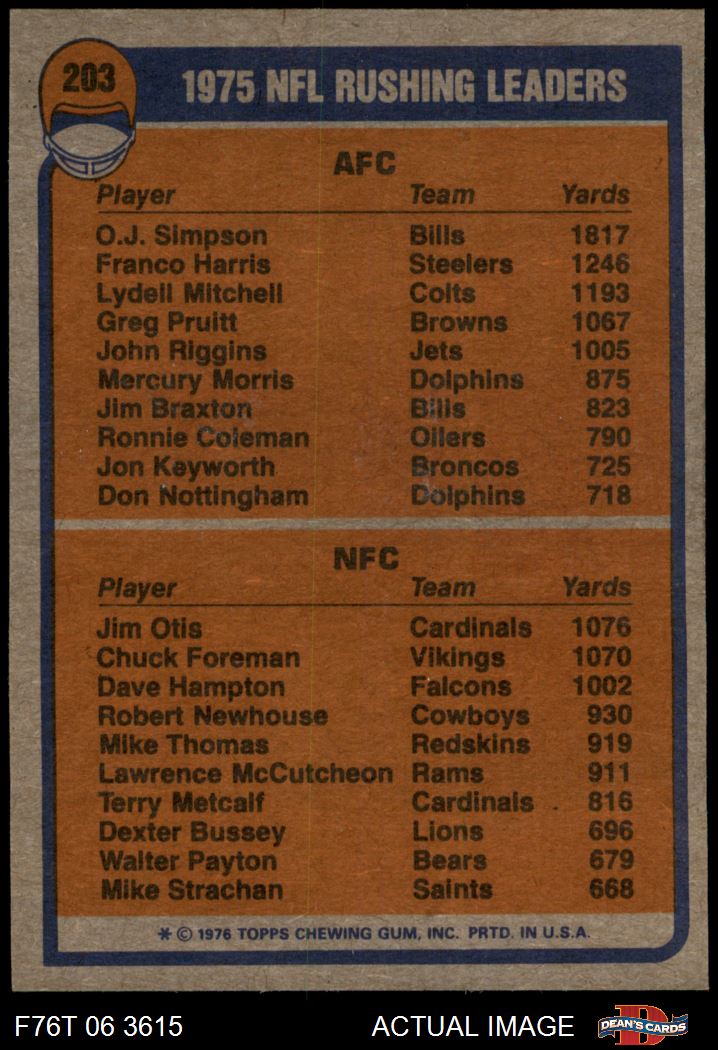 203
1975 NFL RUSHING LEADERS
AFC
Player Team Yards
O.J. Simpson Bills 1817
Franco Harris Steelers 1246
Lydell Mitchell Colts 1193
Greg Pruitt Browns 1067
John Riggins Jets 1005
Mercury Morris Dolphins 875
Jim Braxton Bills 823
Ronnie Coleman Oilers 790
Jon Keyworth Broncos 725
Don Nottingham Dolphins 718
NFC
Player Team Yards
Jim Otis Cardinals 1076
Chuck Foreman Vikings 1070
Dave Hampton Falcons 1002
Robert Newhouse Cowboys 930
Mike Thomas Redskins 919
Lawrence McCutcheon Rams 911
Terry Metcalf Cardinals 816
Dexter Bussey Lions 696
Walter Payton Bears 679
Mike Strachan Saints 668
* © 1976 TOPPS CHEWING GUM, INC. PRTD. IN U.S.A.
F76T 06 3615 ACTUAL IMAGE D DEAN'S CARDS